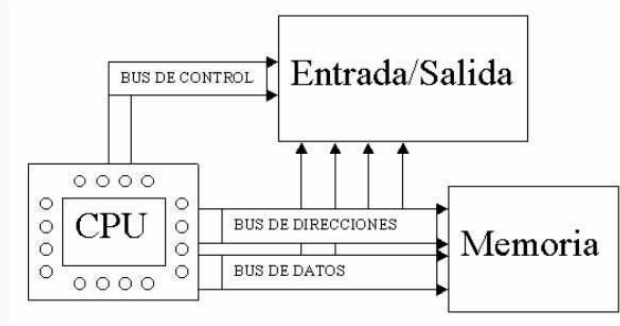 BUS DE CONTROL
Entrada/Salida
CPU
BUS DE DIRECCIONES
BUS DE DATOS
Memoria